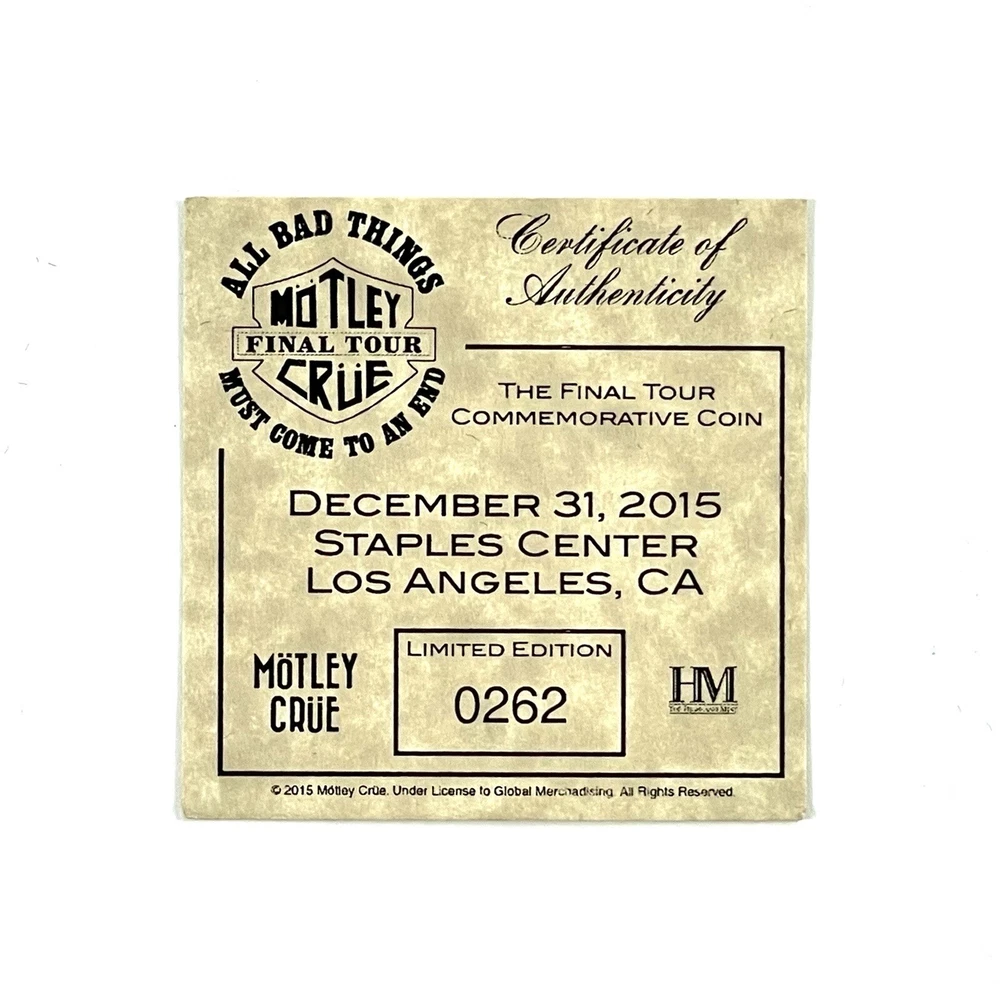 ALL BAD THINGS
MÖTLEY
FINAL TOUR
CRÜE
MUST COME TO AN END
Certificate of
Authenticity
THE FINAL TOUR
COMMEMORATIVE COIN
DECEMBER 31, 2015
STAPLES CENTER
LOS ANGELES, CA
LIMITED EDITION
0262
MÖTLEY
CRÜE
HM
© 2015 Mötley Crüe. Under License to Global Merchadising. All Rights Reserved.